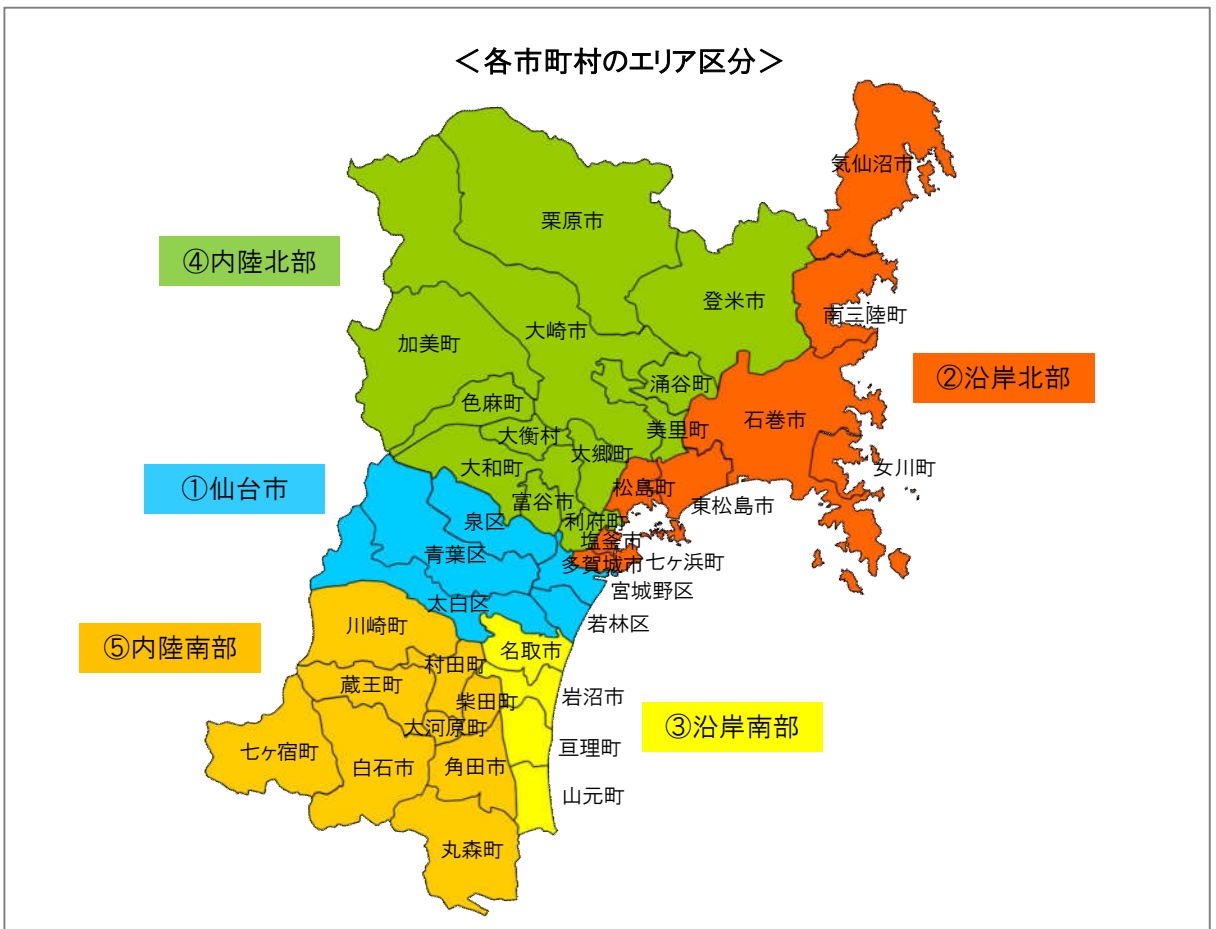 ＜各市町村のエリア区分＞
気仙沼市
栗原市
④内陸北部
登米市
南三陸町
大崎市
加美町
②沿岸北部
涌谷町
色麻町
石巻市
大衡村
美里町
大郷町
大和町
女川町
①仙台市
松島町
東松島市
富谷市
利府町
泉区
塩釜市
青葉区
多賀城市
七ヶ浜町
宮城野区
太白区
若林区
川崎町
⑤内陸南部
名取市
村田町
蔵王町
柴田町
岩沼市
大河原町
③沿岸南部
七ヶ宿町
亘理町
白石市
角田市
山元町
丸森町